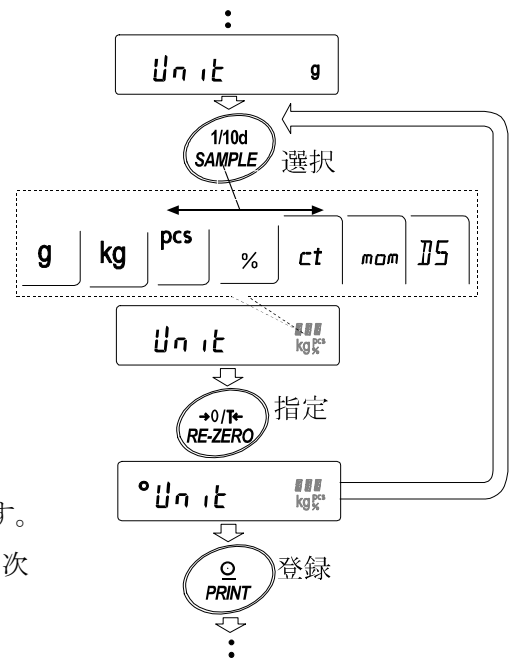 Unit g
1/10d
SAMPLE 選択
g kg pcs % ct mom DS
Unit kg pcs %
→0/T←
RE-ZERO 指定
°Unit kg pcs %
す。
次
PRINT 登録